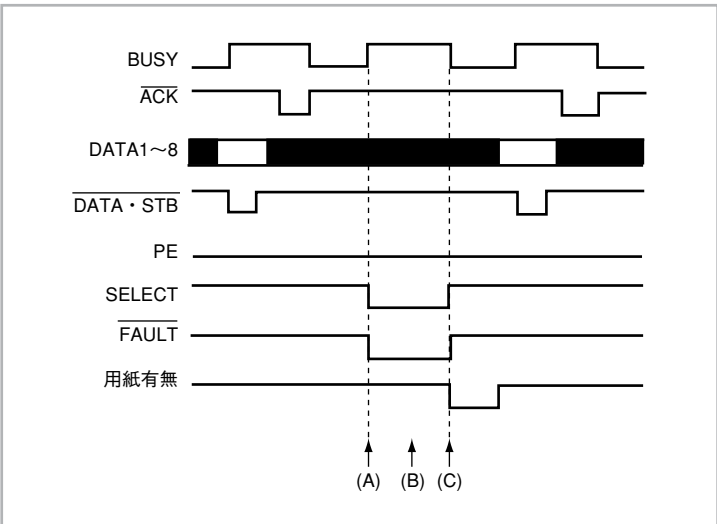 BUSY
ACK
DATA1～8
DATA・STB
PE
SELECT
FAULT
用紙有無
(A) (B) (C)